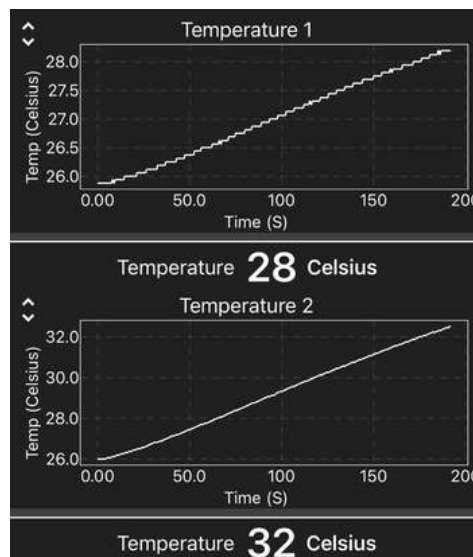 Temperature 1
Temp (Celsius)
28.0
27.5
27.0
26.5
26.0
0.00 50.0 100 150 200
Time (S)
Temperature 28 Celsius
Temperature 2
Temp (Celsius)
32.0
30.0
28.0
26.0
0.00 50.0 100 150 200
Time (S)
Temperature 32 Celsius